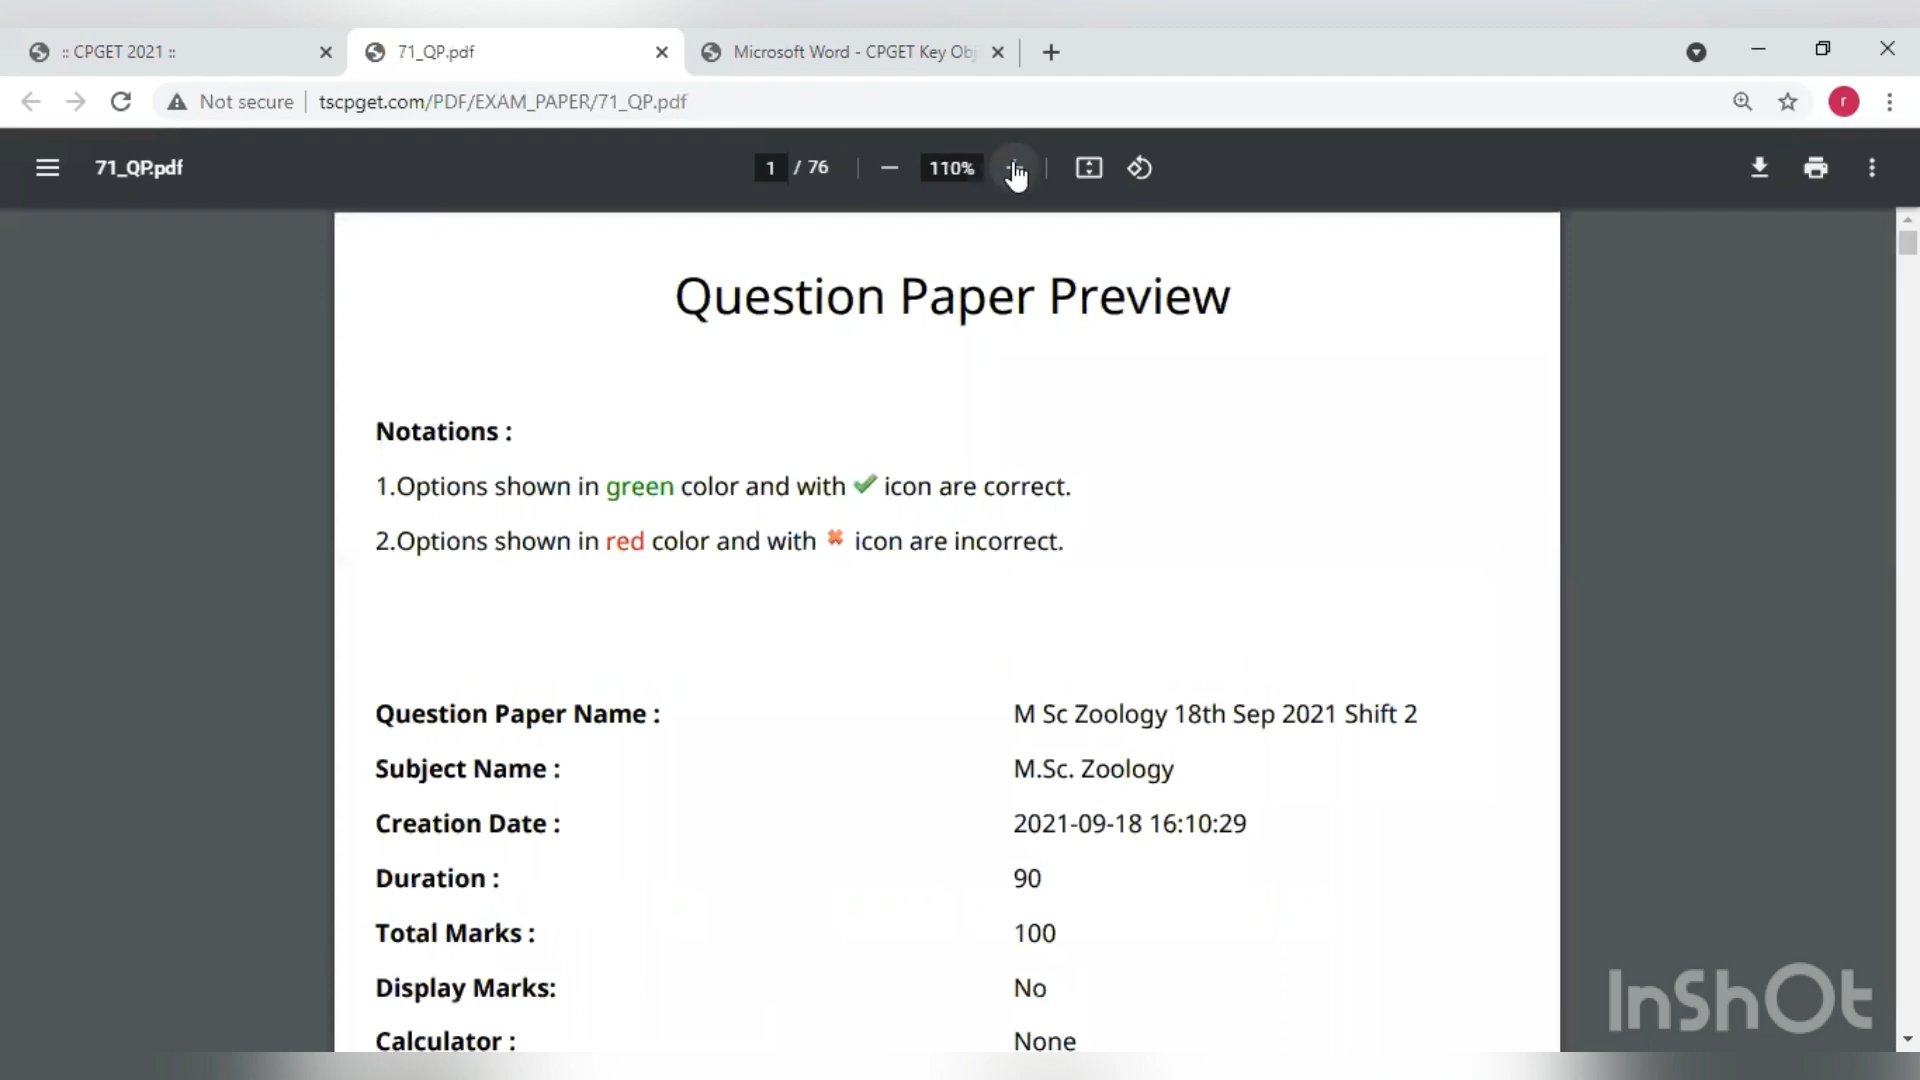 :: CPGET 2021 ::
71_QP.pdf
Microsoft Word - CPGET Key Obj
Not secure
tscpget.com/PDF/EXAM_PAPER/71_QP.pdf
r
71_QP.pdf
1 / 76
110%
Question Paper Preview
Notations :
1.Options shown in green color and with ✔ icon are correct.
2.Options shown in red color and with ✖ icon are incorrect.
Question Paper Name : M Sc Zoology 18th Sep 2021 Shift 2
Subject Name : M.Sc. Zoology
Creation Date : 2021-09-18 16:10:29
Duration : 90
Total Marks : 100
Display Marks: No
Calculator : None
InShOt